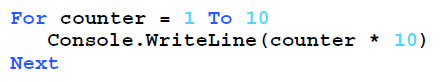 For counter = 1 To 10
   Console.WriteLine(counter * 10)
Next